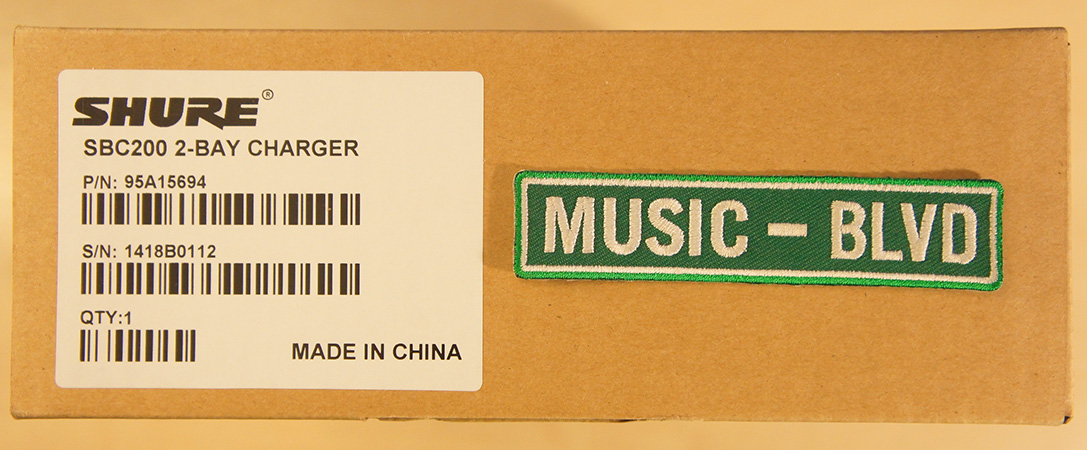 SHURE®
SBC200 2-BAY CHARGER
P/N: 95A15694
S/N: 1418B0112
QTY:1
MADE IN CHINA
MUSIC - BLVD